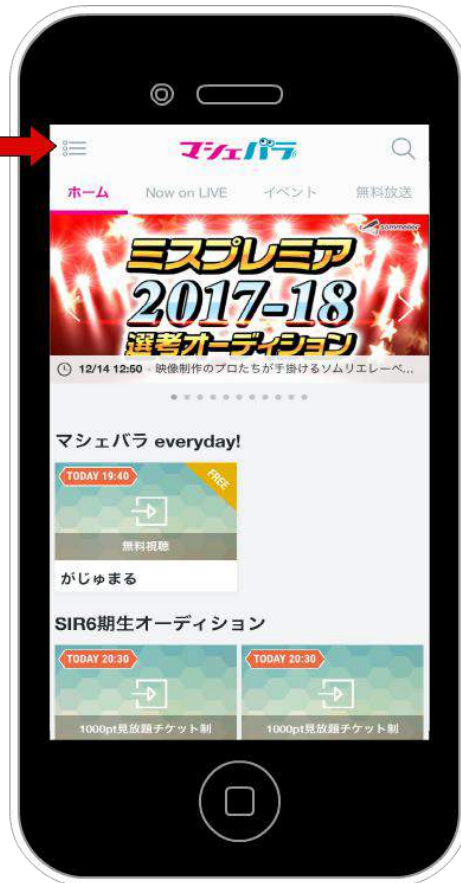 マシェバラ
ホーム Now on LIVE イベント 無料放送
sommelier
ミスプレミア
2017-18
選考オーディション
12/14 12:50 - 映像制作のプロたちが手掛けるソムリエレーベ...
マシェバラ everyday!
TODAY 19:40 FREE
無料視聴
がじゅまる
SIR6期生オーディション
TODAY 20:30 TODAY 20:30
1000pt見放題チケット制 1000pt見放題チケット制